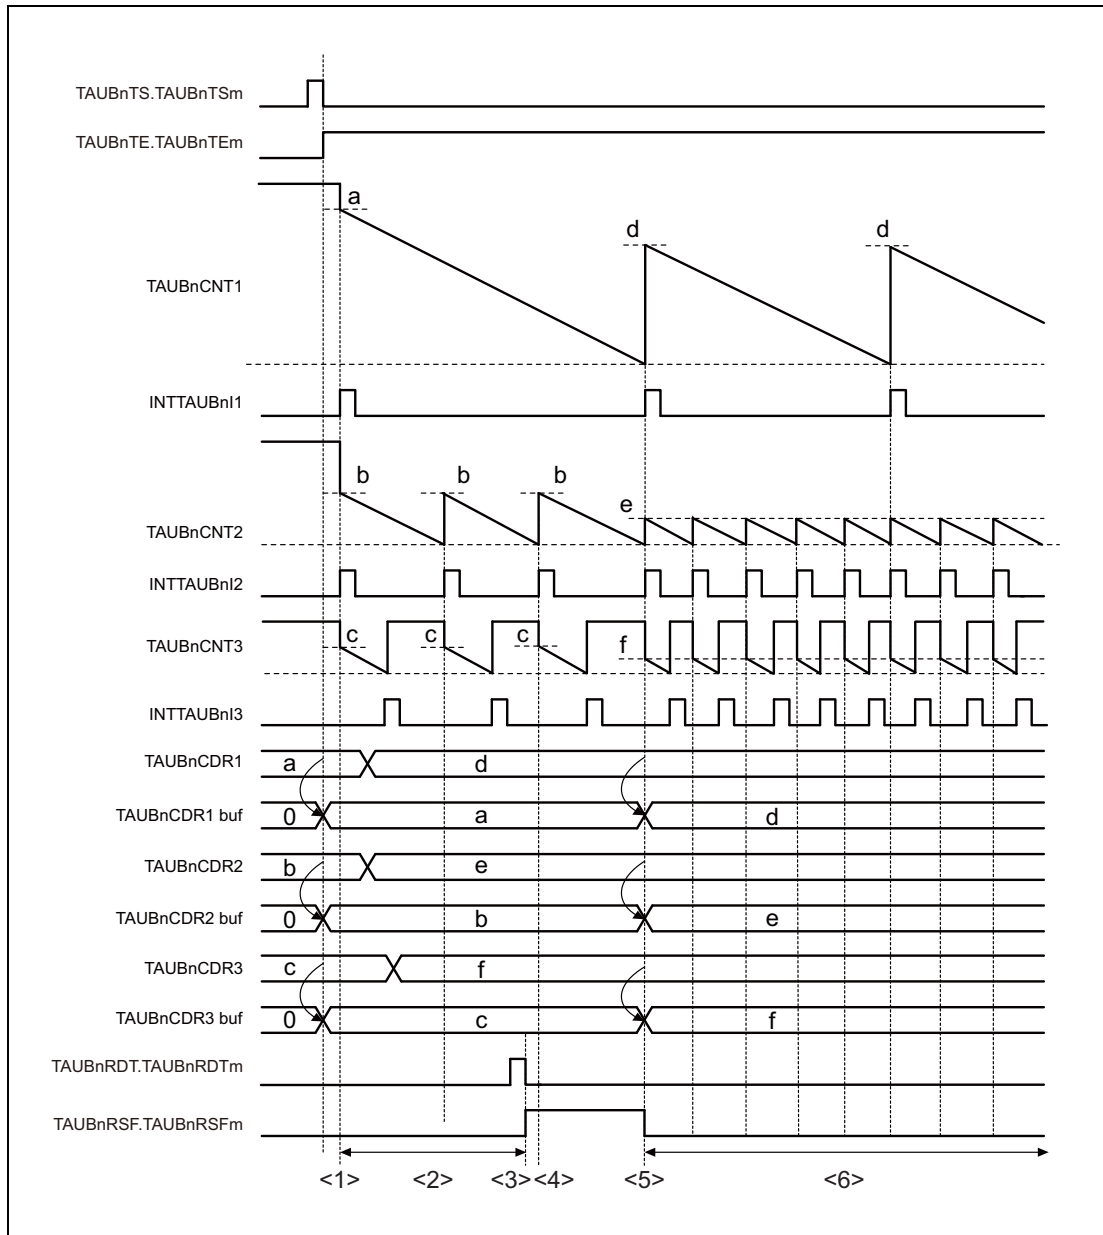 TAUBnTS.TAUBnTSm
TAUBnTE.TAUBnTEm
a
d d
TAUBnCNT1
INTTAUBnI1
b b b
e
TAUBnCNT2
INTTAUBnI2
TAUBnCNT3 c c c f
INTTAUBnI3
TAUBnCDR1 a d
TAUBnCDR1 buf 0 a d
TAUBnCDR2 b e
TAUBnCDR2 buf 0 b e
TAUBnCDR3 c f
TAUBnCDR3 buf 0 c f
TAUBnRDT.TAUBnRDTm
TAUBnRSF.TAUBnRSFm
<1> <2> <3> <4> <5> <6>